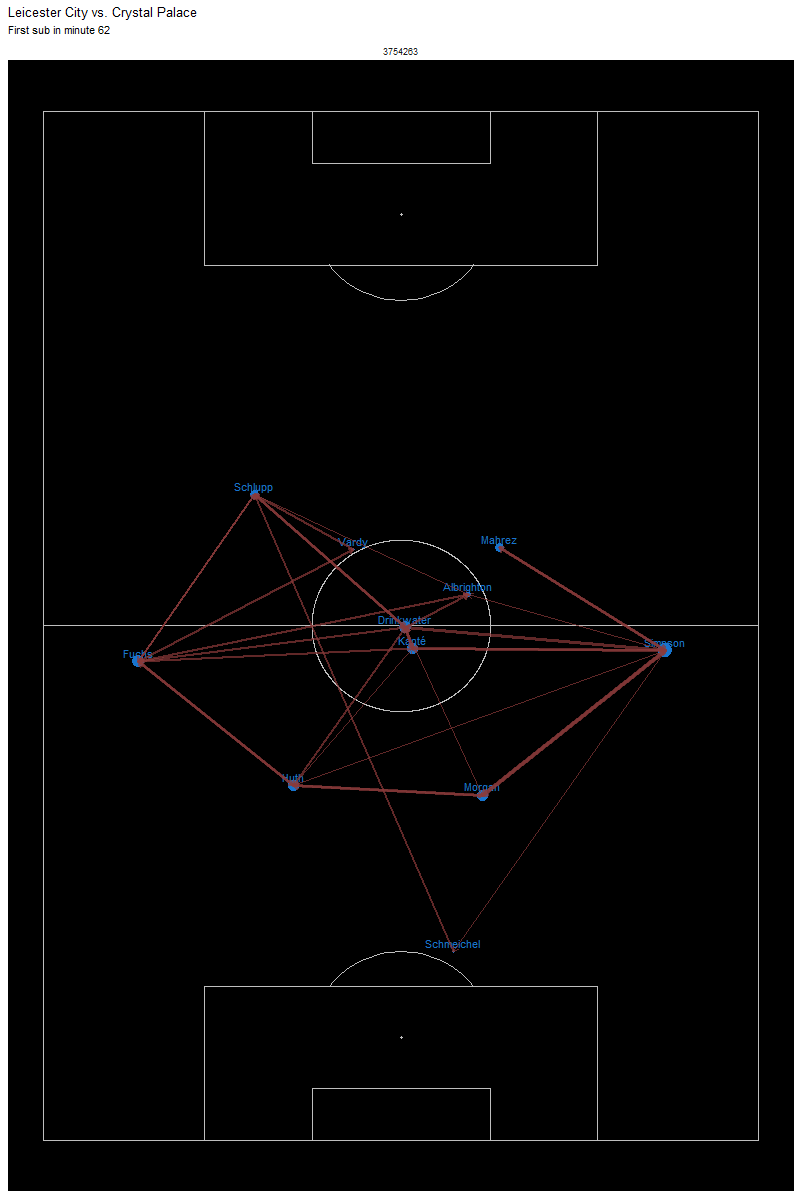 Leicester City vs. Crystal Palace
First sub in minute 62
3754263
Schlupp
Vardy
Mahrez
Albrighton
Drinkwater
Kanté
Simpson
Fuchs
Huth
Morgan
Schmeichel